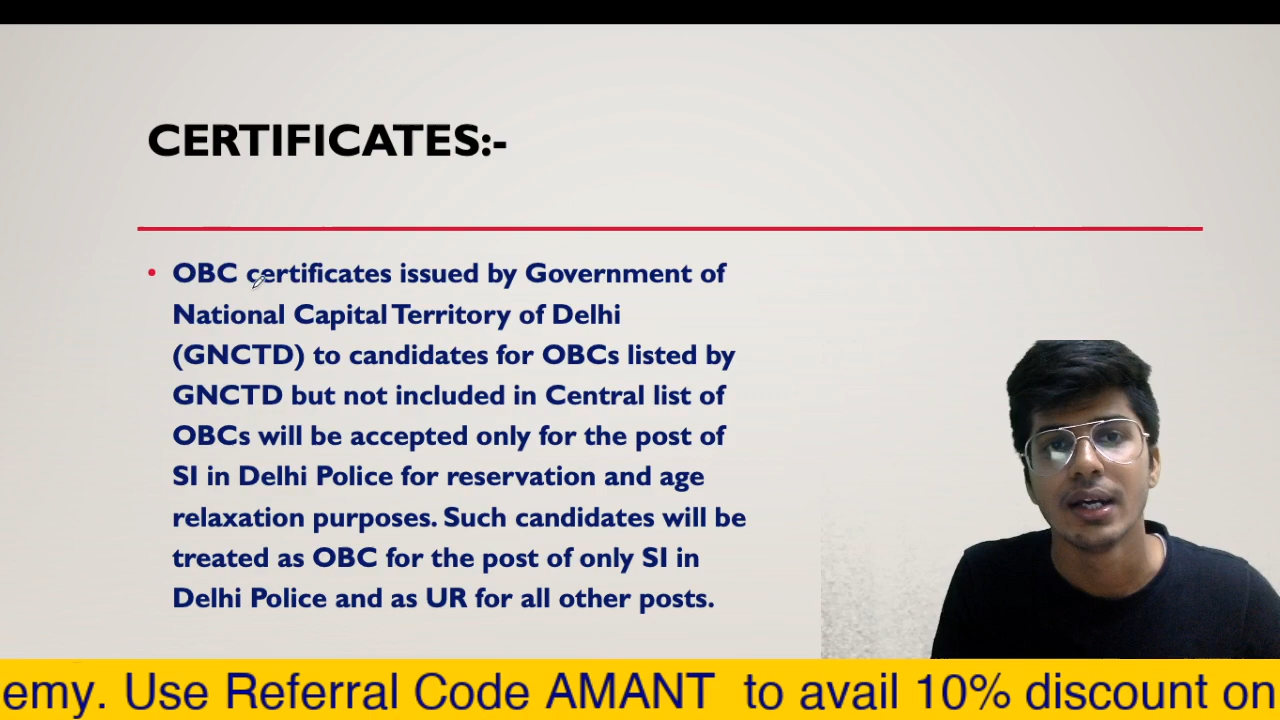 CERTIFICATES:-
• OBC certificates issued by Government of
National Capital Territory of Delhi
(GNCTD) to candidates for OBCs listed by
GNCTD but not included in Central list of
OBCs will be accepted only for the post of
SI in Delhi Police for reservation and age
relaxation purposes. Such candidates will be
treated as OBC for the post of only SI in
Delhi Police and as UR for all other posts.
emy. Use Referral Code AMANT to avail 10% discount on